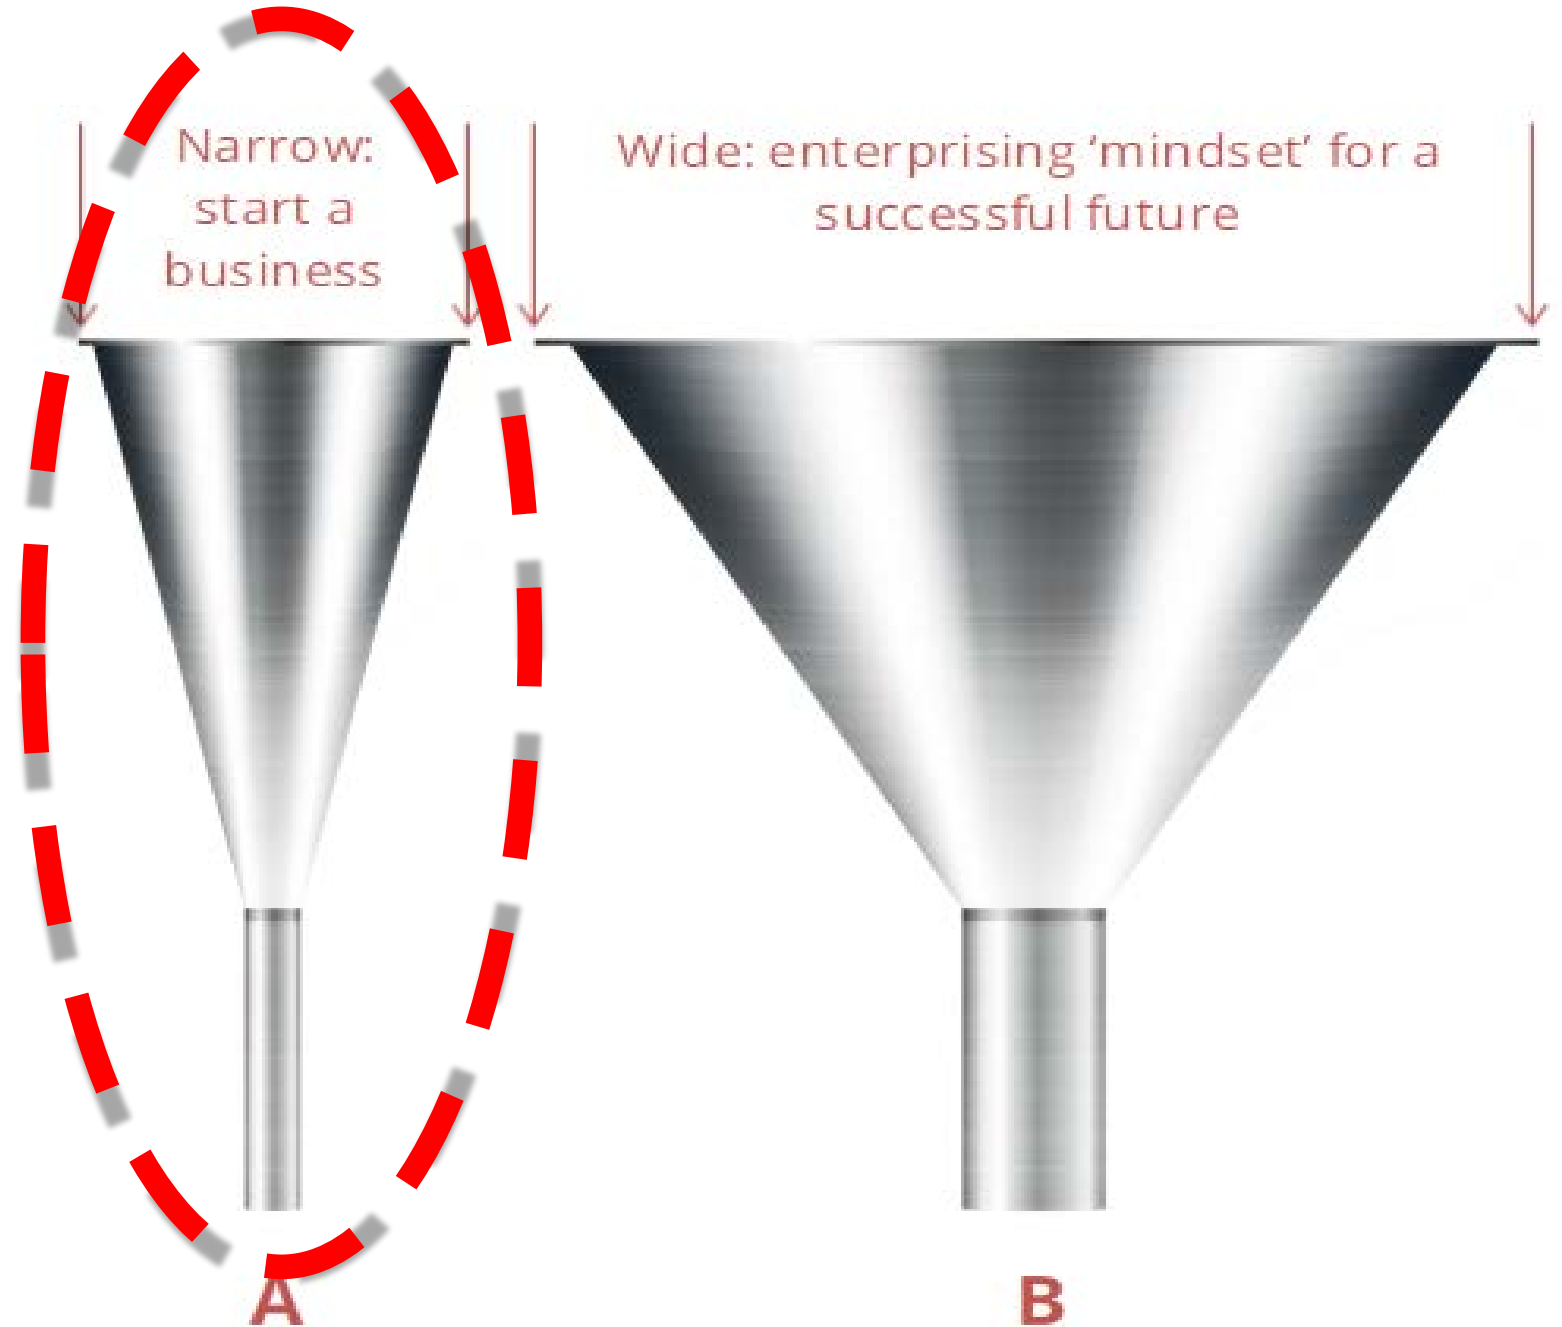 Narrow:
start a
business
Wide: enterprising ‘mindset’ for a
successful future
A
B